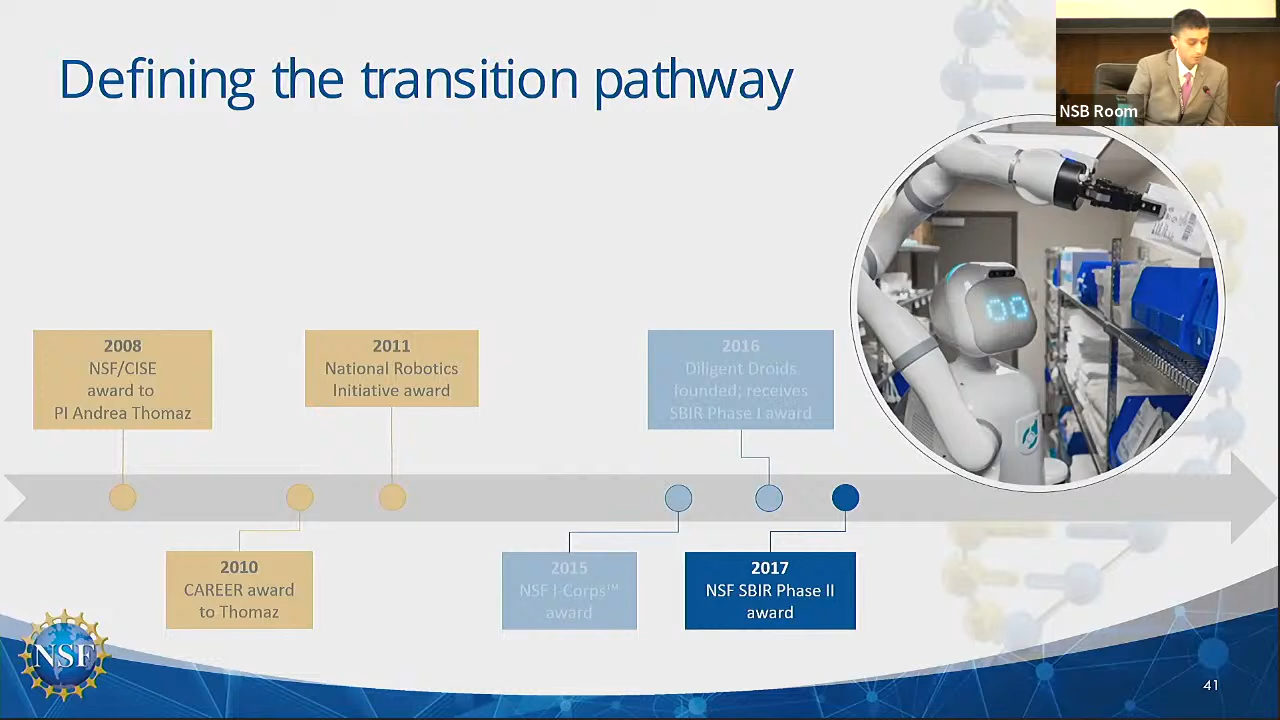 Defining the transition pathway
NSB Room
2008
NSF/CISE
award to
PI Andrea Thomaz
2011
National Robotics
Initiative award
2016
Diligent Droids
founded; receives
SBIR Phase I award
2010
CAREER award
to Thomaz
2015
NSF I-Corps™
award
2017
NSF SBIR Phase II
award
NSF
41